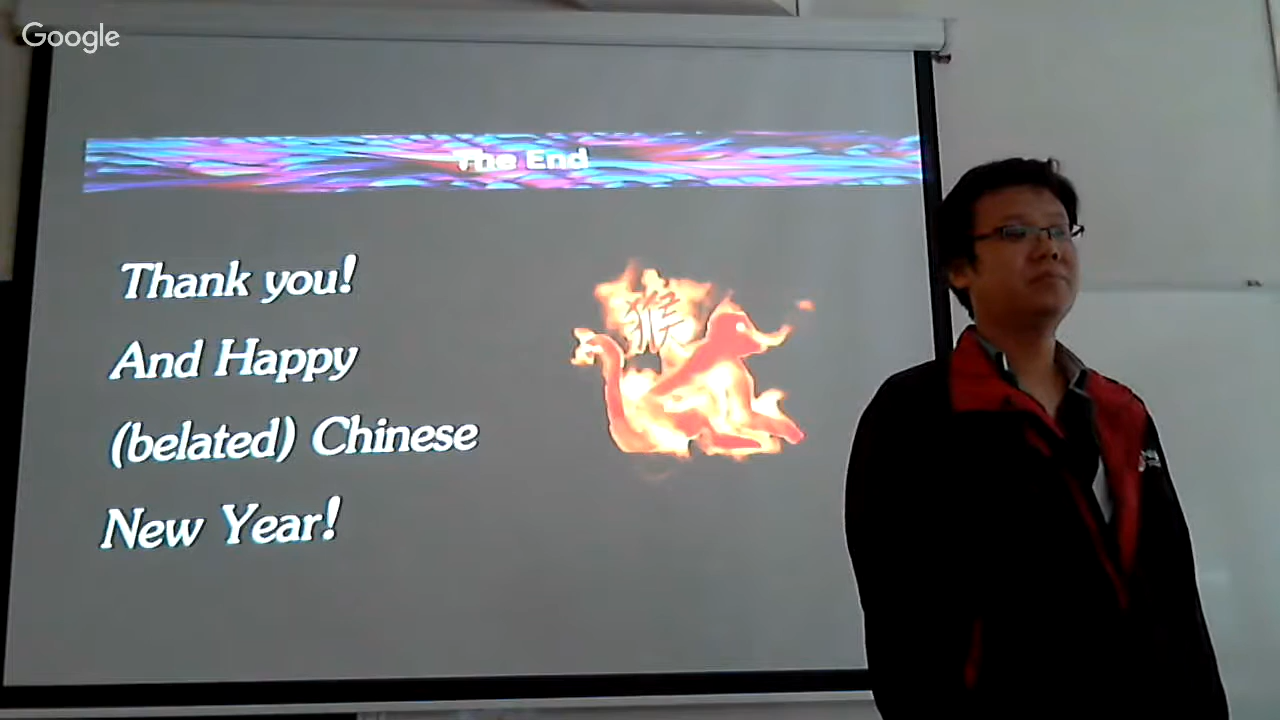 Google
The End
Thank you!
猴
And Happy
(belated) Chinese
New Year!